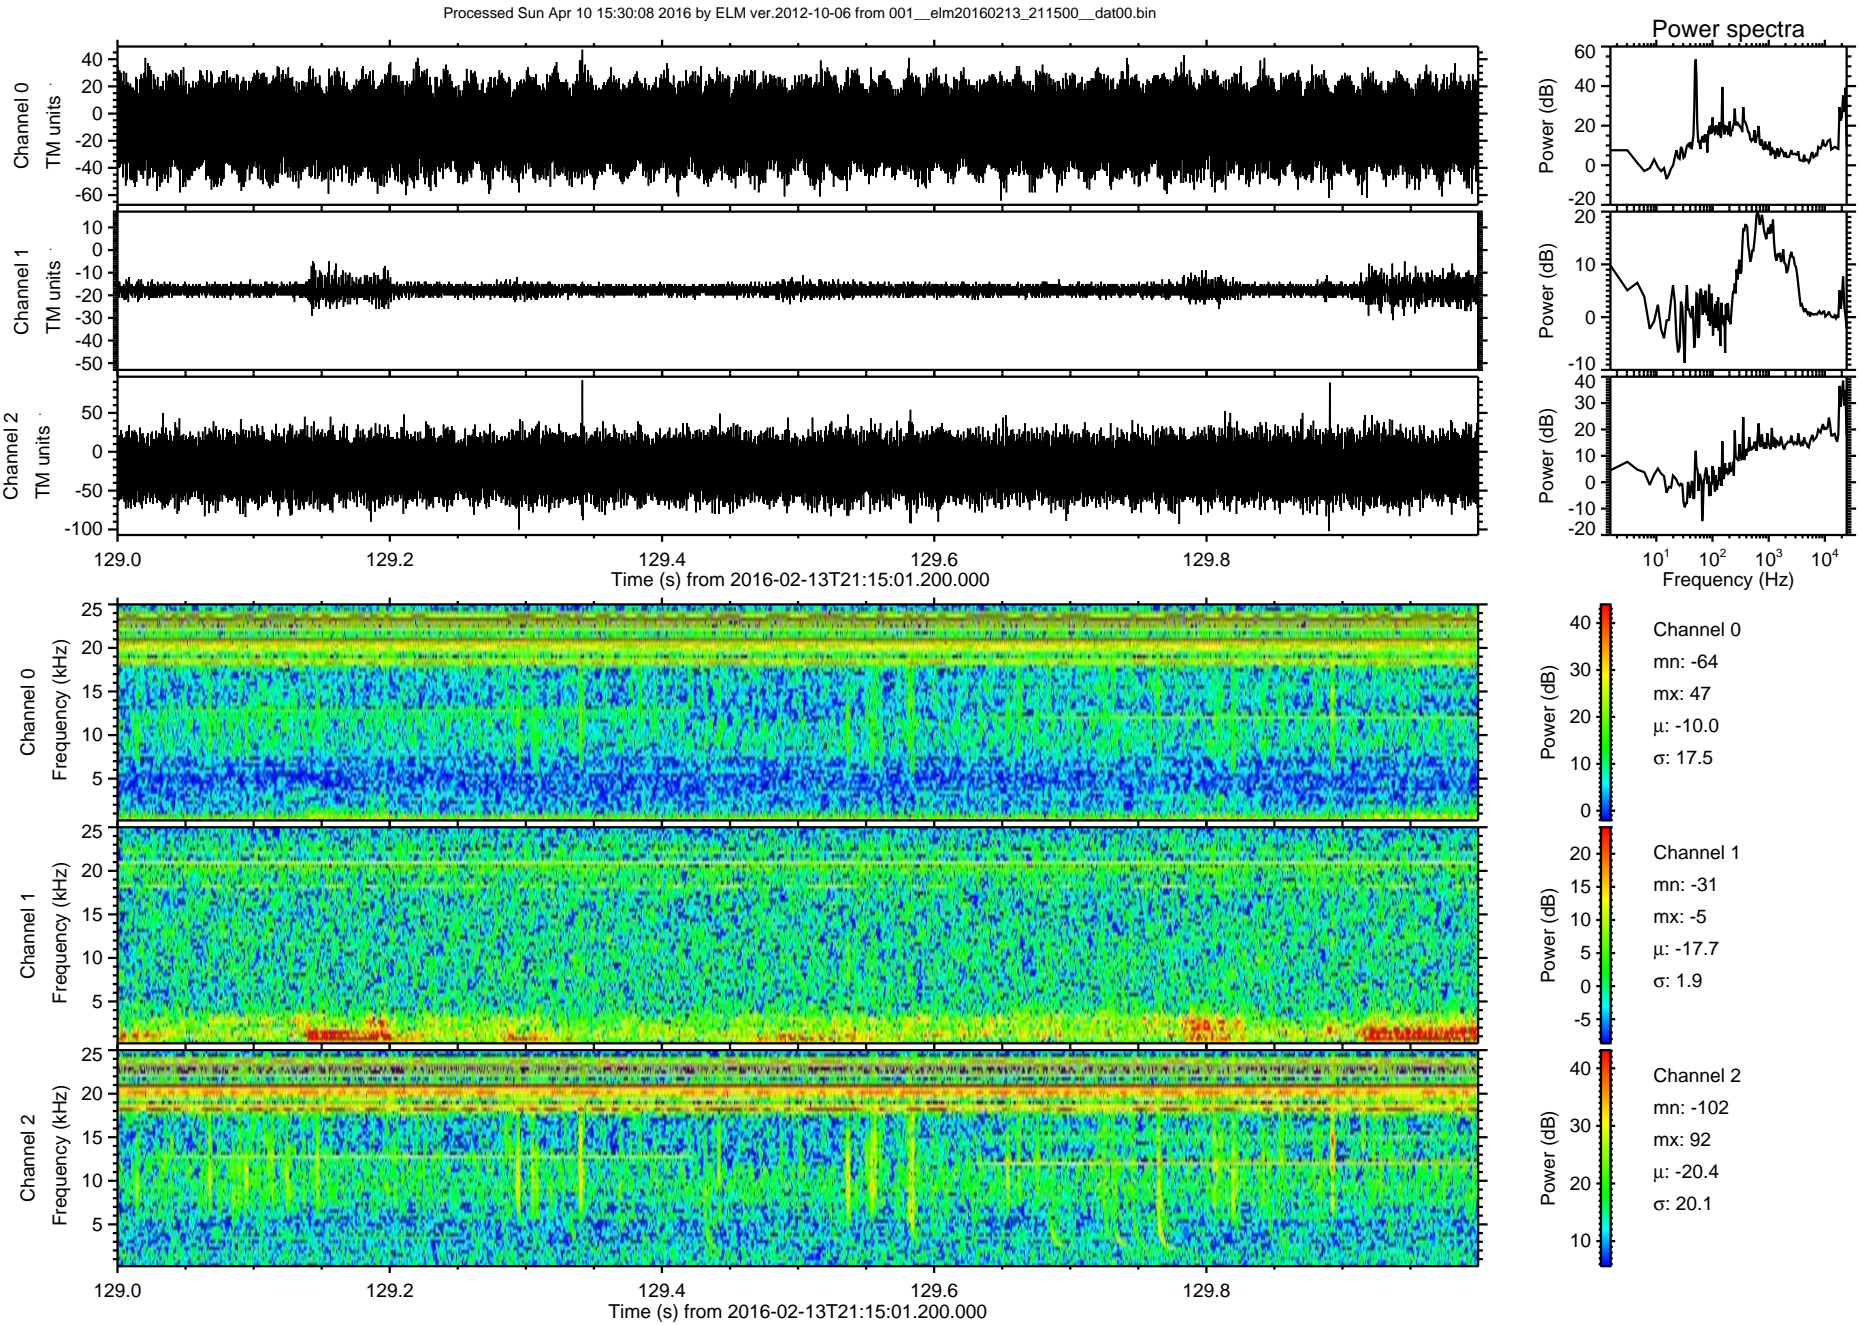 Processed Sun Apr 10 15:30:08 2016 by ELM ver.2012-10-06 from 001__elm20160213_211500__dat00.bin
Power spectra
Channel 0
TM units
40
20
0
-20
-40
-60
Power (dB)
60
40
20
0
-20
Channel 1
TM units
10
0
-10
-20
-30
-40
-50
Power (dB)
20
10
0
-10
Channel 2
TM units
50
0
-50
-100
Power (dB)
40
30
20
10
0
-10
-20
129.0 129.2 129.4 129.6 129.8
Time (s) from 2016-02-13T21:15:01.200.000
10^1 10^2 10^3 10^4
Frequency (Hz)
Channel 0
Frequency (kHz)
25
20
15
10
5
Power (dB)
40
30
20
10
0
Channel 0
mn: -64
mx: 47
μ: -10.0
σ: 17.5
Channel 1
Frequency (kHz)
25
20
15
10
5
Power (dB)
20
15
10
5
0
-5
Channel 1
mn: -31
mx: -5
μ: -17.7
σ: 1.9
Channel 2
Frequency (kHz)
25
20
15
10
5
Power (dB)
40
30
20
10
Channel 2
mn: -102
mx: 92
μ: -20.4
σ: 20.1
129.0 129.2 129.4 129.6 129.8
Time (s) from 2016-02-13T21:15:01.200.000